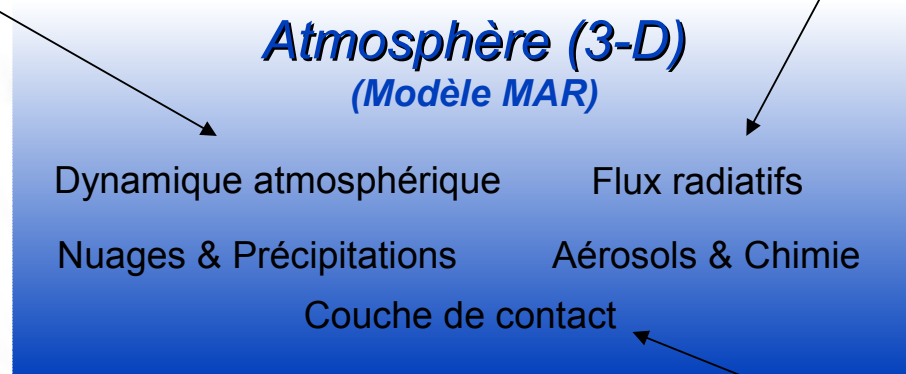 Atmosphère (3-D)
(Modèle MAR)
Dynamique atmosphérique Flux radiatifs
Nuages & Précipitations Aérosols & Chimie
Couche de contact